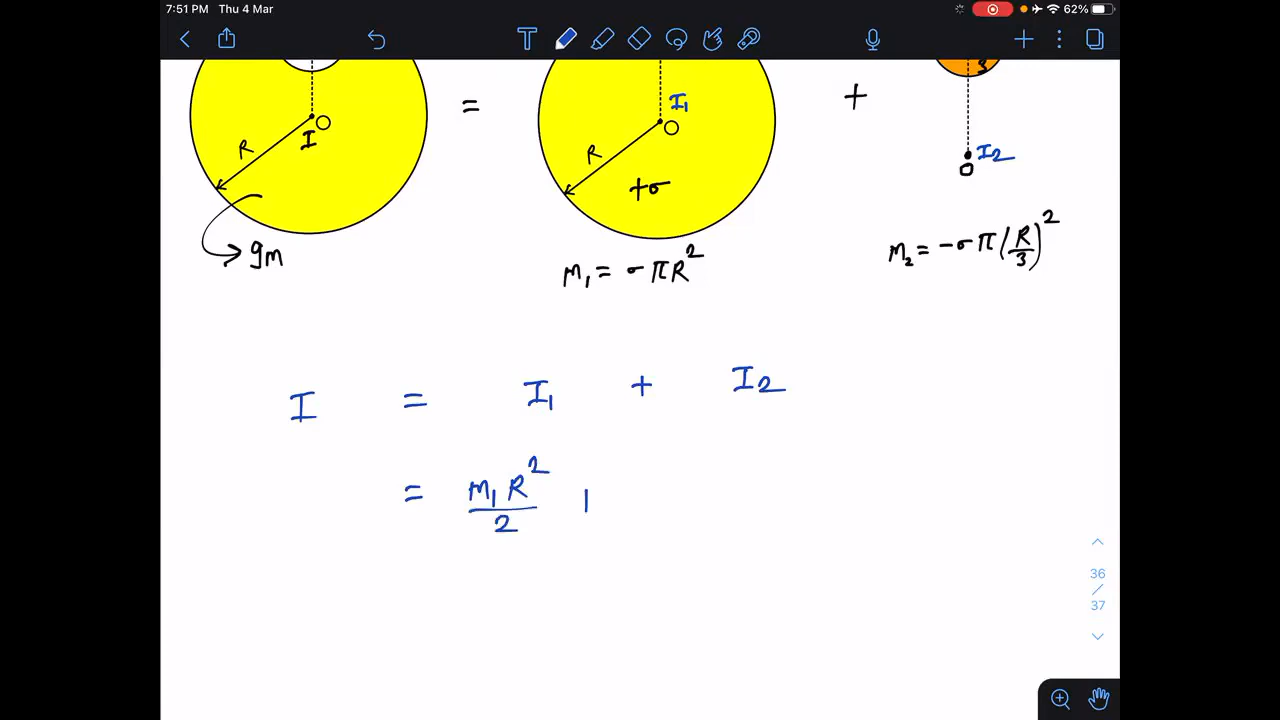 7:51 PM Thu 4 Mar 62%
T
I₁
= +
R O R O I2
I O
+σ
9m M₁ = σπR² M₂ = -σπ(R/3)²
I = I₁ + I2
= M₁R²/2
36
/
37